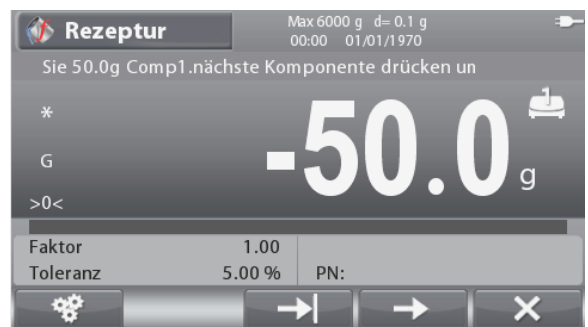 Rezeptur
Max 6000 g d= 0.1 g
00:00 01/01/1970
Sie 50.0g Comp1.nächste Komponente drücken un
*
G
>0<
-50.0 g
1
Faktor 1.00
Toleranz 5.00 % PN: